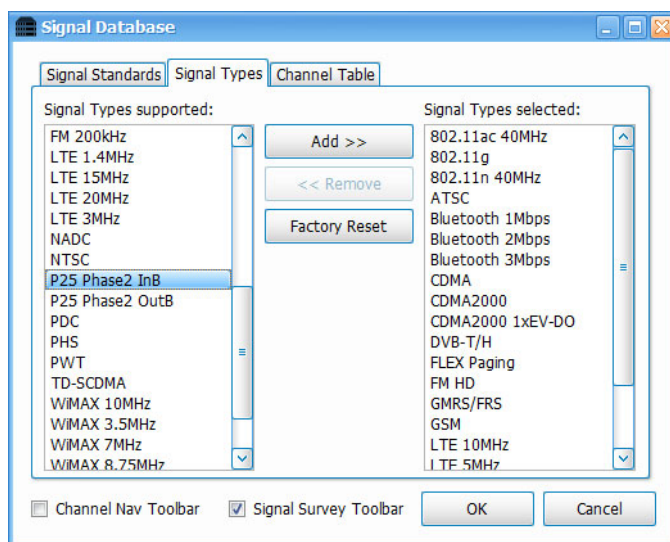 Signal Database
Signal Standards
Signal Types
Channel Table
Signal Types supported:
FM 200kHz
LTE 1.4MHz
LTE 15MHz
LTE 20MHz
LTE 3MHz
NADC
NTSC
P25 Phase2 InB
P25 Phase2 OutB
PDC
PHS
PWT
TD-SCDMA
WiMAX 10MHz
WiMAX 3.5MHz
WiMAX 7MHz
WiMAX 8.75MHz
Add >>
<< Remove
Factory Reset
Signal Types selected:
802.11ac 40MHz
802.11g
802.11n 40MHz
ATSC
Bluetooth 1Mbps
Bluetooth 2Mbps
Bluetooth 3Mbps
CDMA
CDMA2000
CDMA2000 1xEV-DO
DVB-T/H
FLEX Paging
FM HD
GMRS/FRS
GSM
LTE 10MHz
LTE 5MHz
Channel Nav Toolbar
Signal Survey Toolbar
OK
Cancel